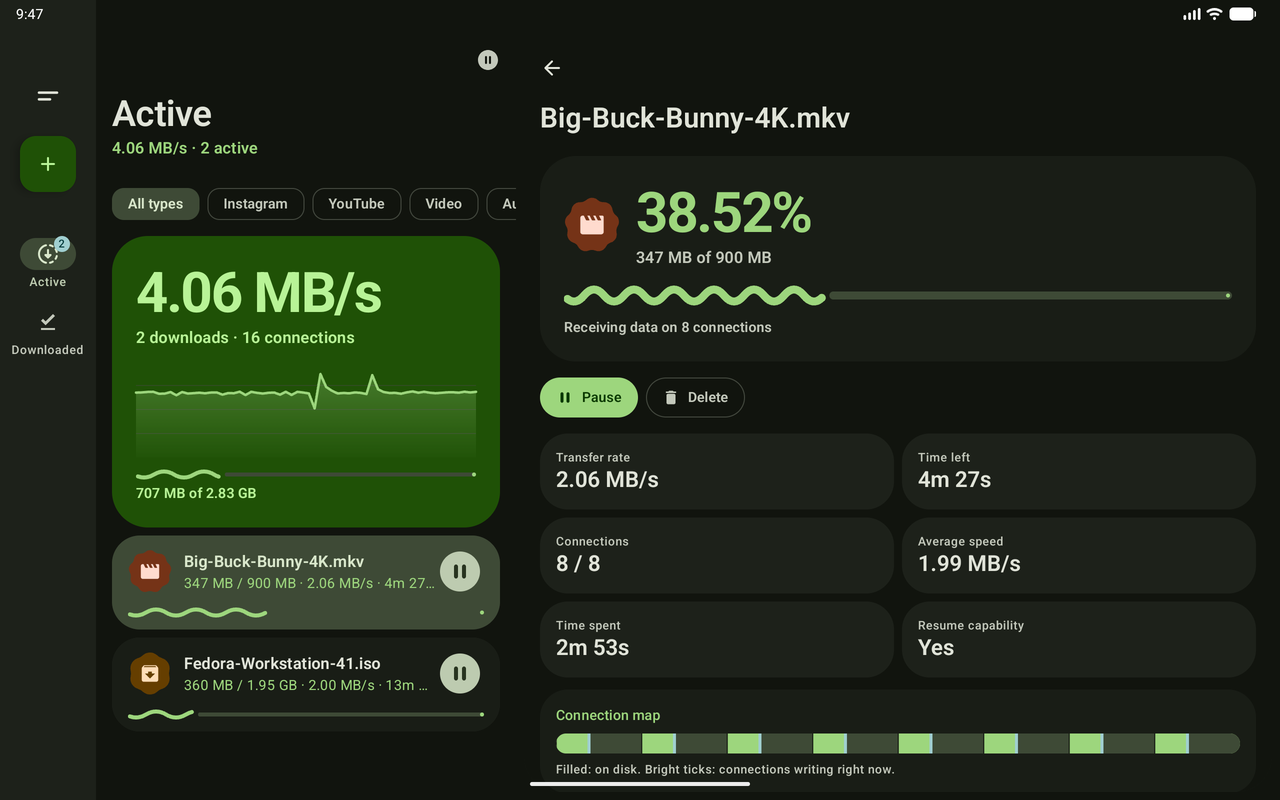 9:47
Active
4.06 MB/s · 2 active
All types
Instagram
YouTube
Video
Au
2
Active
Downloaded
4.06 MB/s
2 downloads · 16 connections
707 MB of 2.83 GB
Big-Buck-Bunny-4K.mkv
347 MB / 900 MB · 2.06 MB/s · 4m 27…
Fedora-Workstation-41.iso
360 MB / 1.95 GB · 2.00 MB/s · 13m …
Big-Buck-Bunny-4K.mkv
38.52%
347 MB of 900 MB
Receiving data on 8 connections
Pause
Delete
Transfer rate
2.06 MB/s
Time left
4m 27s
Connections
8 / 8
Average speed
1.99 MB/s
Time spent
2m 53s
Resume capability
Yes
Connection map
Filled: on disk. Bright ticks: connections writing right now.